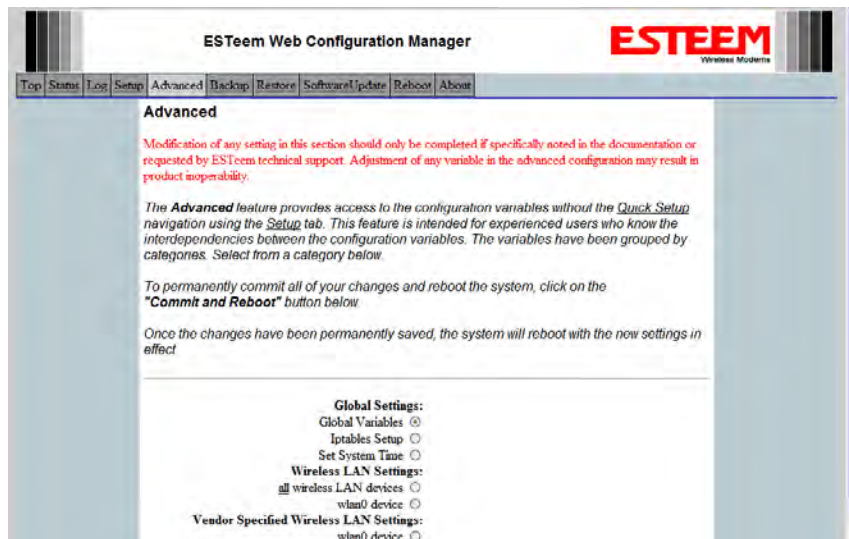 ESTeem Web Configuration Manager
ESTEEM
Wireless Modems
Top Status Log Setup Advanced Backup Restore SoftwareUpdate Reboot About
Advanced
Modification of any setting in this section should only be completed if specifically noted in the documentation or
requested by ESTeem technical support. Adjustment of any variable in the advanced configuration may result in
product inoperability.
The Advanced feature provides access to the configuration variables without the Quick Setup
navigation using the Setup tab. This feature is intended for experienced users who know the
interdependencies between the configuration variables. The variables have been grouped by
categories. Select from a category below.
To permanently commit all of your changes and reboot the system, click on the
"Commit and Reboot" button below.
Once the changes have been permanently saved, the system will reboot with the new settings in
effect
Global Settings:
Global Variables
Iptables Setup
Set System Time
Wireless LAN Settings:
all wireless LAN devices
wlan0 device
Vendor Specified Wireless LAN Settings:
wlan0 device